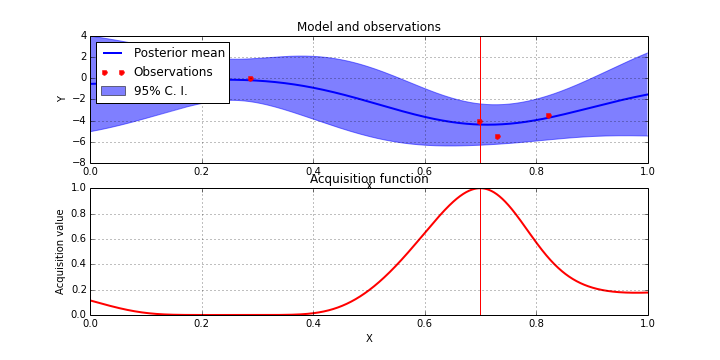 Model and observations
4
2
0
−2
−4
−6
−8
Y
Posterior mean
Observations
95% C. I.
0.0 0.2 0.4 0.6 0.8 1.0
X
Acquisition function
1.0
0.8
0.6
0.4
0.2
0.0
Acquisition value
0.0 0.2 0.4 0.6 0.8 1.0
X